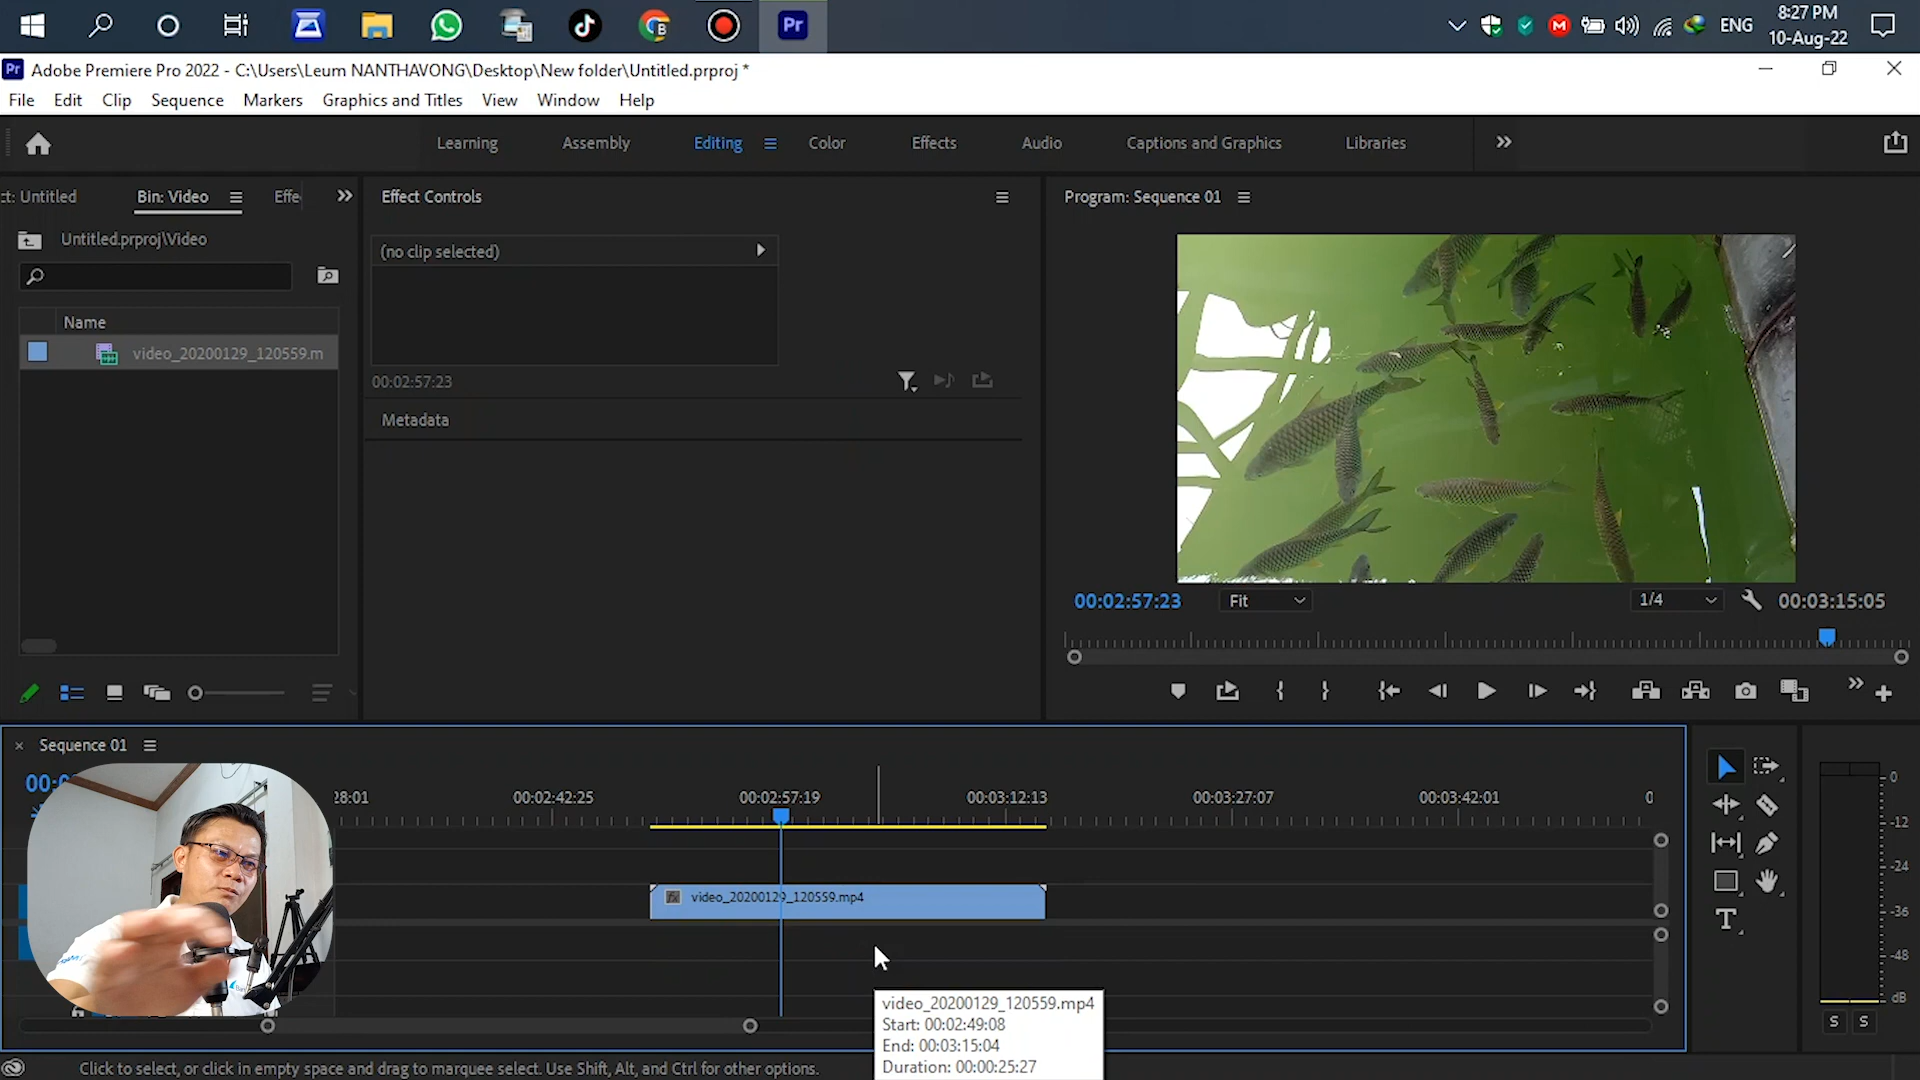 ENG
8:27 PM
10-Aug-22
Adobe Premiere Pro 2022 - C:\Users\Leum NANTHAVONG\Desktop\New folder\Untitled.prproj *
File Edit Clip Sequence Markers Graphics and Titles View Window Help
Learning Assembly Editing Color Effects Audio Captions and Graphics Libraries
ct: Untitled Bin: Video Effe
Effect Controls
Program: Sequence 01
Untitled.prproj\Video
(no clip selected)
Name
video_20200129_120559.m
00:02:57:23
Metadata
00:02:57:23 Fit 1/4 00:03:15:05
Sequence 01
00:0
28:01 00:02:42:25 00:02:57:19 00:03:12:13 00:03:27:07 00:03:42:01 0
fx video_20200129_120559.mp4
video_20200129_120559.mp4
Start: 00:02:49:08
End: 00:03:15:04
Duration: 00:00:25:27
0
-12
-24
-36
-48
dB
S S
Click to select, or click in empty space and drag to marquee select. Use Shift, Alt, and Ctrl for other options.